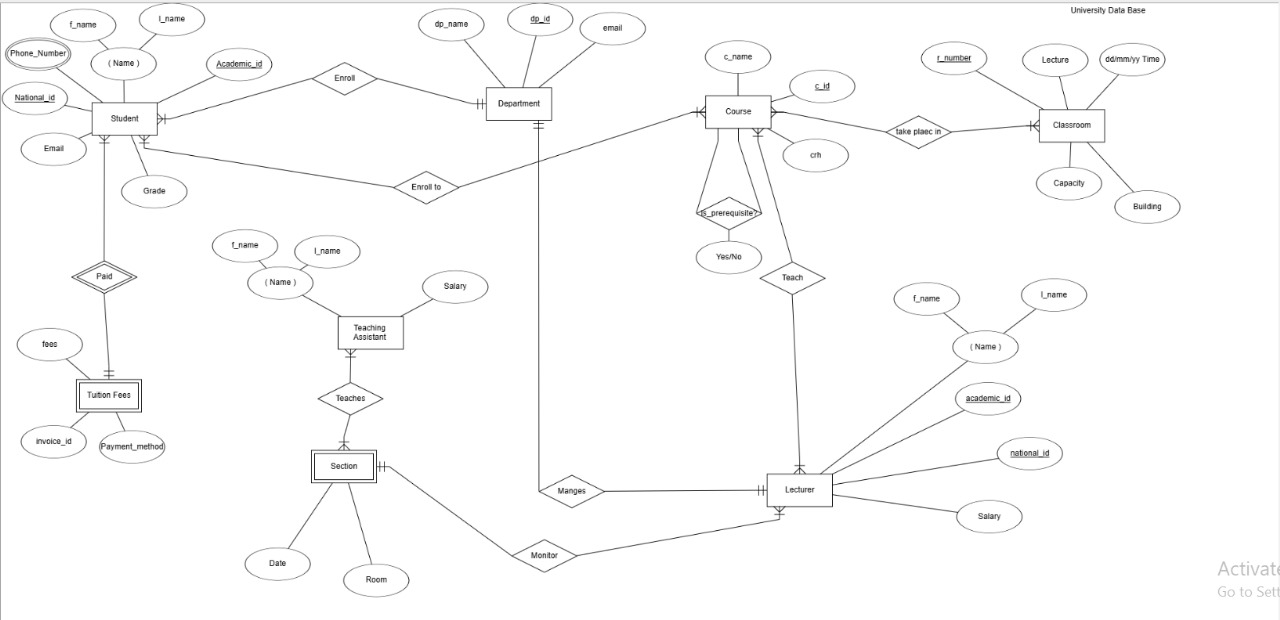 University Data Base
f_name
l_name
Phone_Number
( Name )
Academic_id
National_id
Student
Email
Grade
Enroll
dp_name
dp_id
email
Department
c_name
c_id
Course
crh
r_number
Lecture
dd/mm/yy Time
Classroom
take plaec in
Capacity
Building
Enroll to
is_prerequisite?
Yes/No
Teach
Paid
fees
Tuition Fees
invoice_id
Payment_method
f_name
l_name
( Name )
Salary
Teaching
Assistant
Teaches
Section
Date
Room
Manges
Monitor
Lecturer
f_name
l_name
( Name )
academic_id
national_id
Salary
Activate
Go to Sett